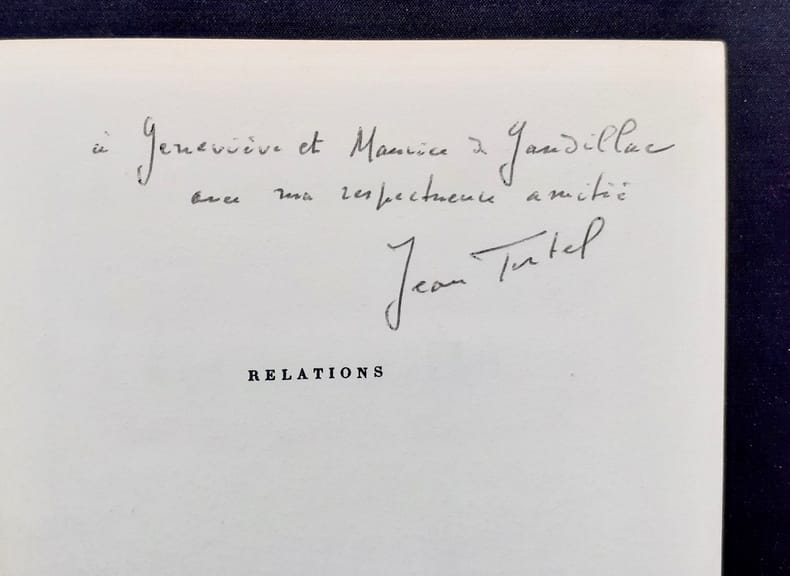 à Geneviève et Maurice de Gandillac
avec ma respectueuse amitié
Jean Tortel
RELATIONS